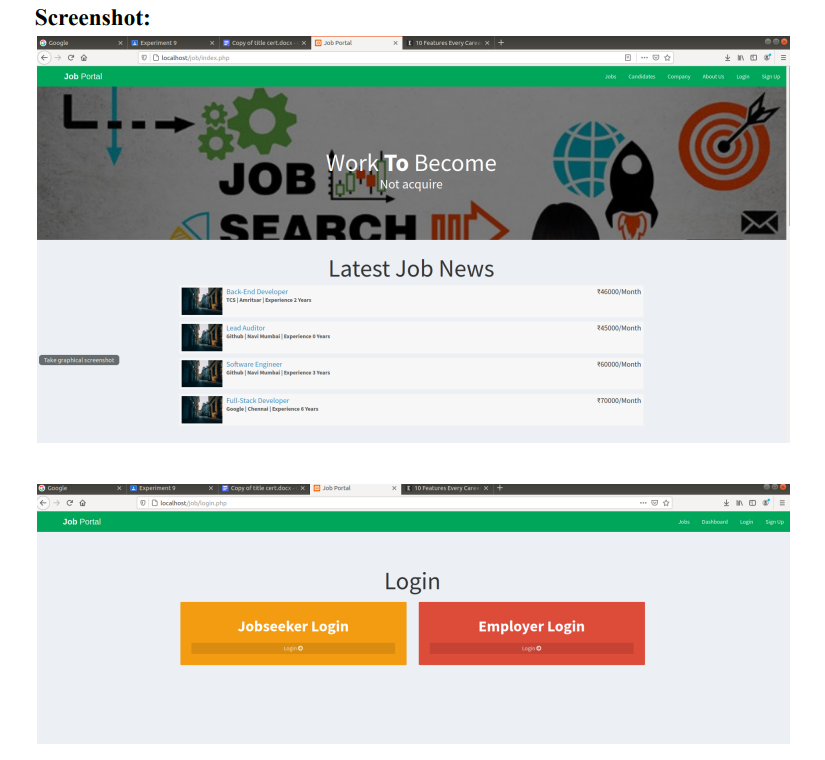 Screenshot:
Google × Experiment 9 × Copy of title cert.docx - × Job Portal × 10 Features Every Caree × +
localhost/job/index.php
Job Portal Jobs Candidates Company About Us Login Sign Up
JOB
SEARCH
Work To Become
Not acquire
Latest Job News
Back-End Developer ₹46000/Month
TCS | Amritsar | Experience 2 Years
Lead Auditor ₹45000/Month
Github | Navi Mumbai | Experience 0 Years
Take graphical screenshot
Software Engineer ₹60000/Month
Github | Navi Mumbai | Experience 3 Years
Full-Stack Developer ₹70000/Month
Google | Chennai | Experience 6 Years
Google × Experiment 9 × Copy of title cert.docx - × Job Portal × 10 Features Every Caree × +
localhost/job/login.php
Job Portal Jobs Dashboard Login Sign Up
Login
Jobseeker Login Employer Login
Login Login